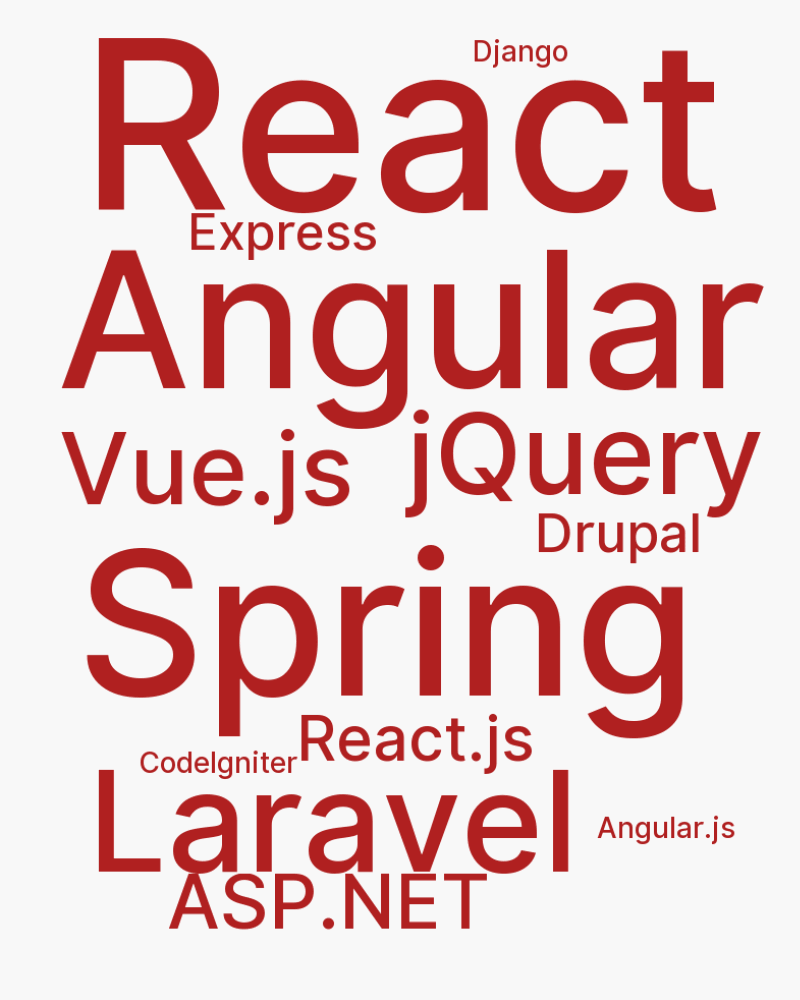 Django
React
Express
Angular
Vue.js jQuery
Drupal
Spring
React.js
CodeIgniter
Laravel
Angular.js
ASP.NET